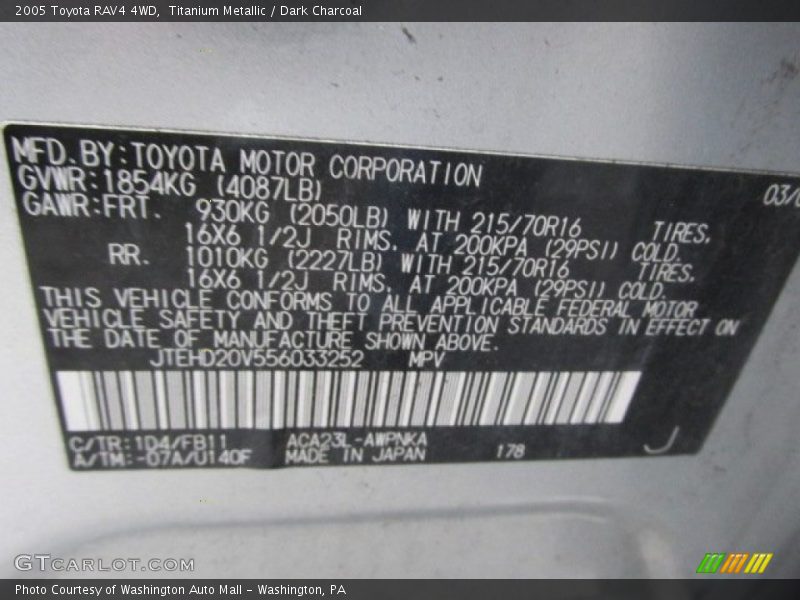 2005 Toyota RAV4 4WD, Titanium Metallic / Dark Charcoal
MFD.BY:TOYOTA MOTOR CORPORATION 03/
GVWR:1854KG (4087LB)
GAWR:FRT. 930KG (2050LB) WITH 215/70R16 TIRES,
16X6 1/2J RIMS, AT 200KPA (29PSI) COLD.
RR. 1010KG (2227LB) WITH 215/70R16 TIRES,
16X6 1/2J RIMS, AT 200KPA (29PSI) COLD.
THIS VEHICLE CONFORMS TO ALL APPLICABLE FEDERAL MOTOR
VEHICLE SAFETY AND THEFT PREVENTION STANDARDS IN EFFECT ON
THE DATE OF MANUFACTURE SHOWN ABOVE.
JTEHD20V556033252 MPV
C/TR:1D4/FB11 ACA23L-AWPNKA
A/TM:-07A/U140F MADE IN JAPAN 178 J
GTCARLOT.COM
Photo Courtesy of Washington Auto Mall - Washington, PA